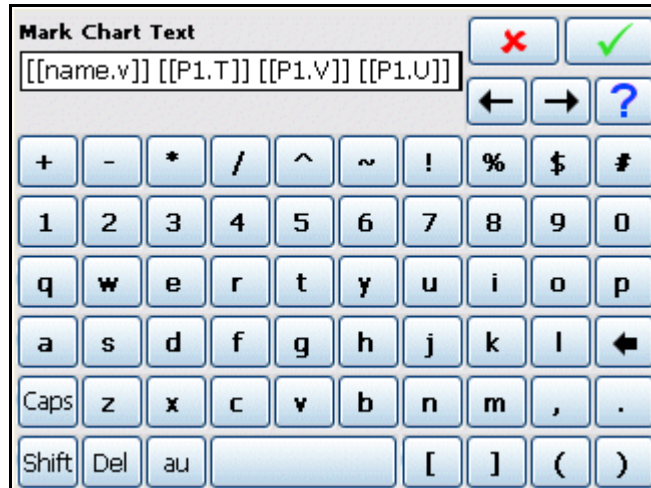 Mark Chart Text
[[name.v]] [[P1.T]] [[P1.V]] [[P1.U]]
?
+ - * / ^ ~ ! % $ #
1 2 3 4 5 6 7 8 9 0
q w e r t y u i o p
a s d f g h j k l
Caps z x c v b n m , .
Shift Del au [ ] ( )